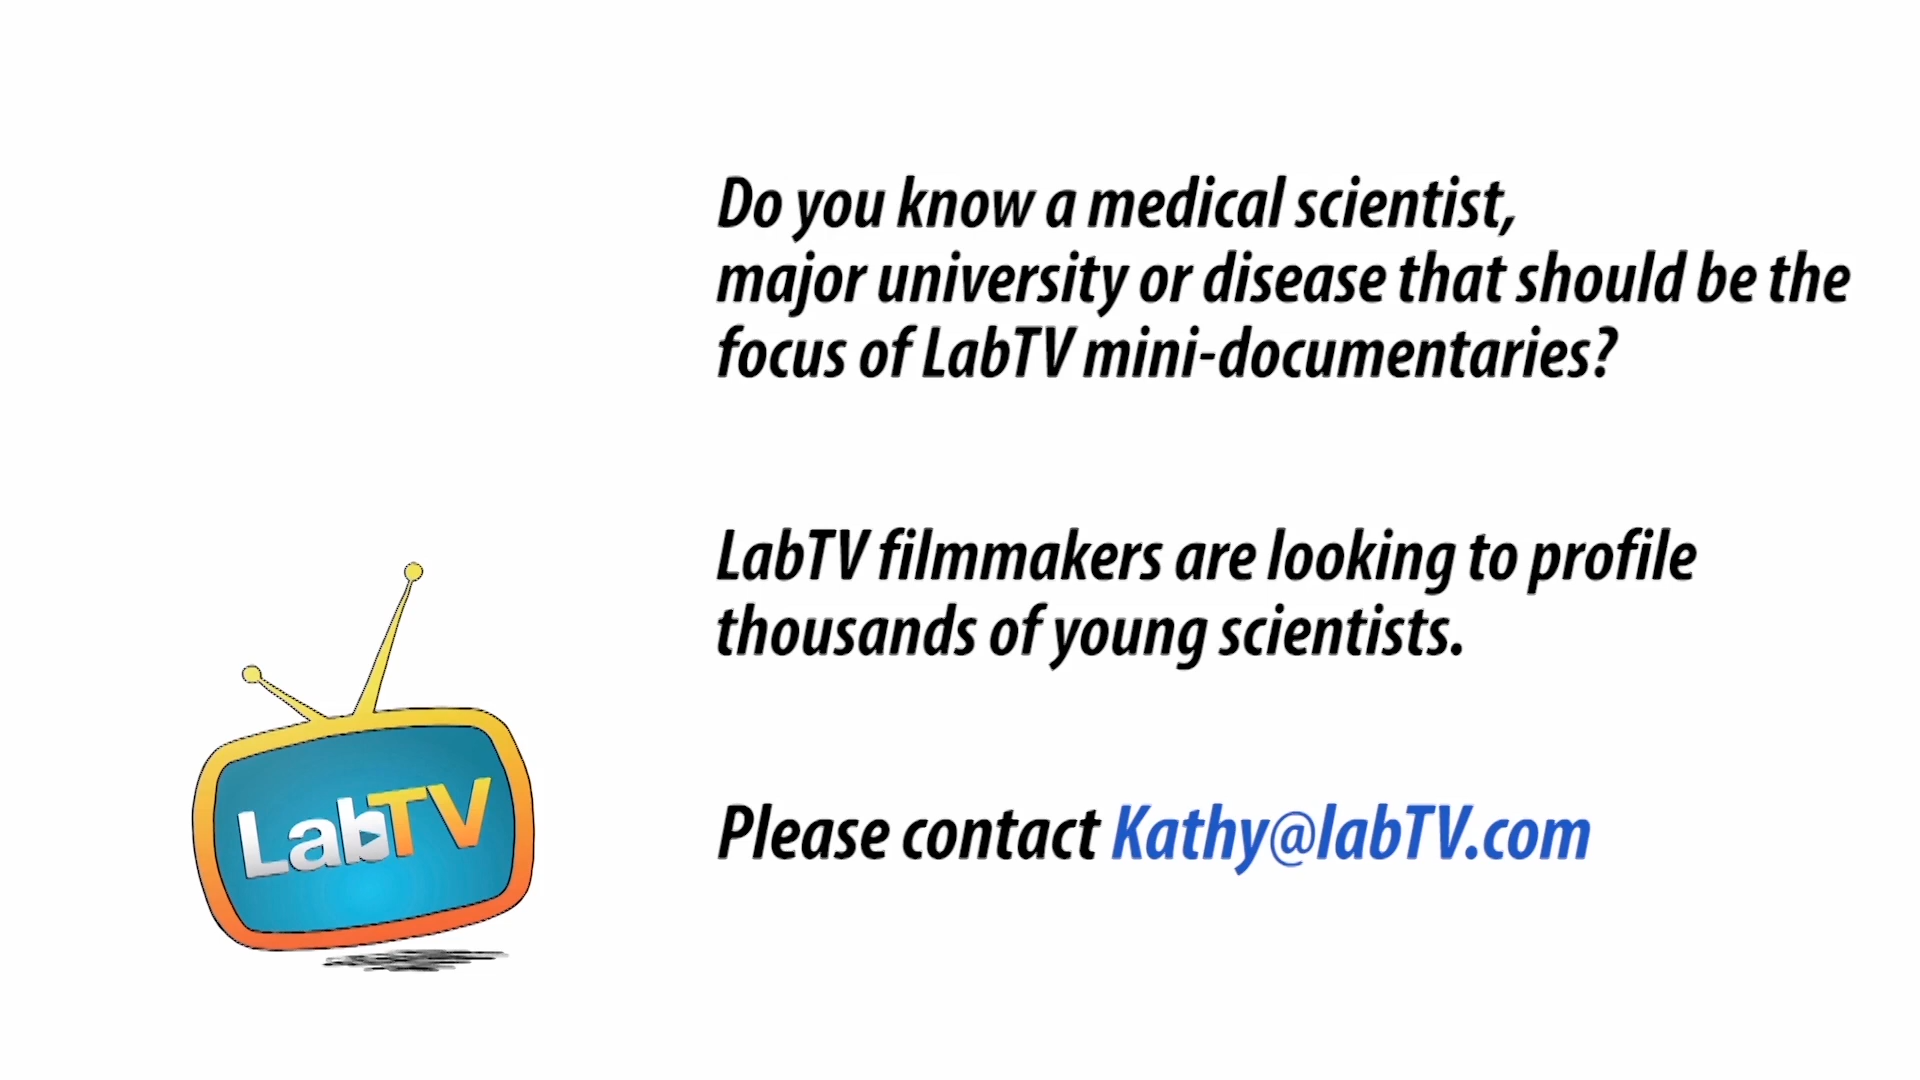 Do you know a medical scientist,
major university or disease that should be the
focus of LabTV mini-documentaries?
LabTV filmmakers are looking to profile
thousands of young scientists.
Please contact Kathy@labTV.com
LabTV